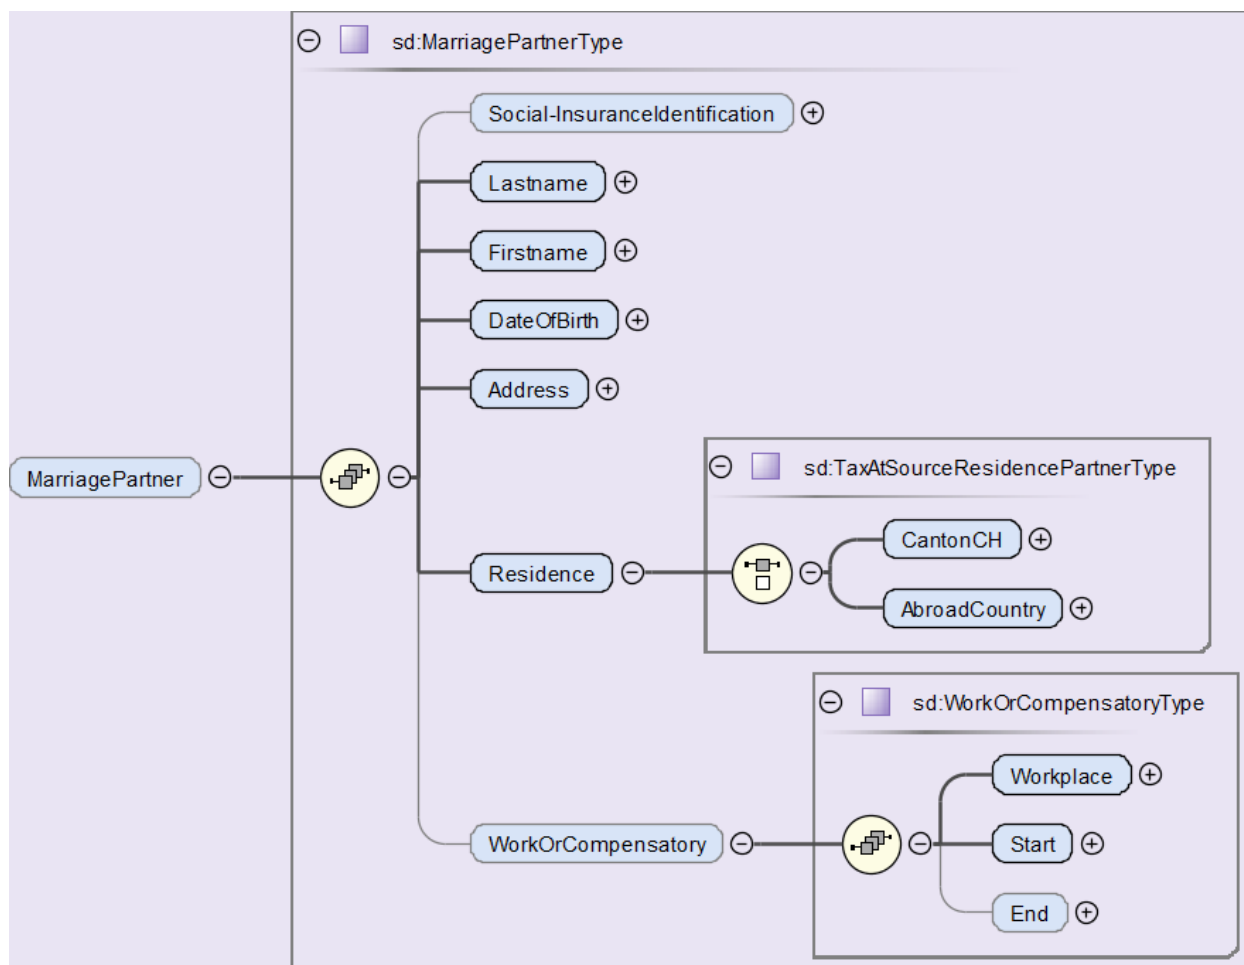 sd:MarriagePartnerType
Social-InsuranceIdentification
Lastname
Firstname
DateOfBirth
Address
MarriagePartner
Residence
sd:TaxAtSourceResidencePartnerType
CantonCH
AbroadCountry
WorkOrCompensatory
sd:WorkOrCompensatoryType
Workplace
Start
End